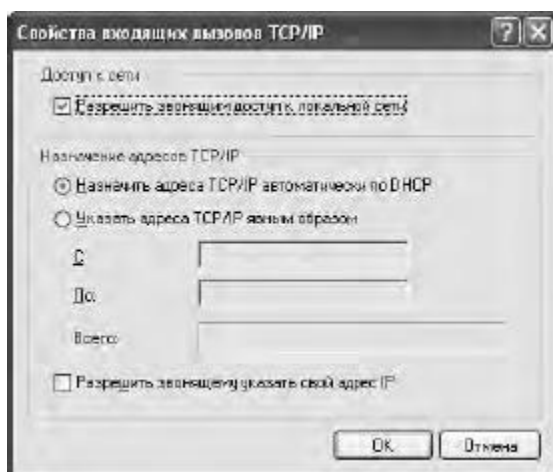 Свойства входящих вызовов TCP/IP
Доступ к сети
Разрешить звонящим доступ к локальной сети
Назначение адресов TCP/IP
Назначить адреса TCP/IP автоматически по DHCP
Указать адреса TCP/IP явным образом
С:
По:
Всего:
Разрешить звонящему указать свой адрес IP
ОК
Отмена